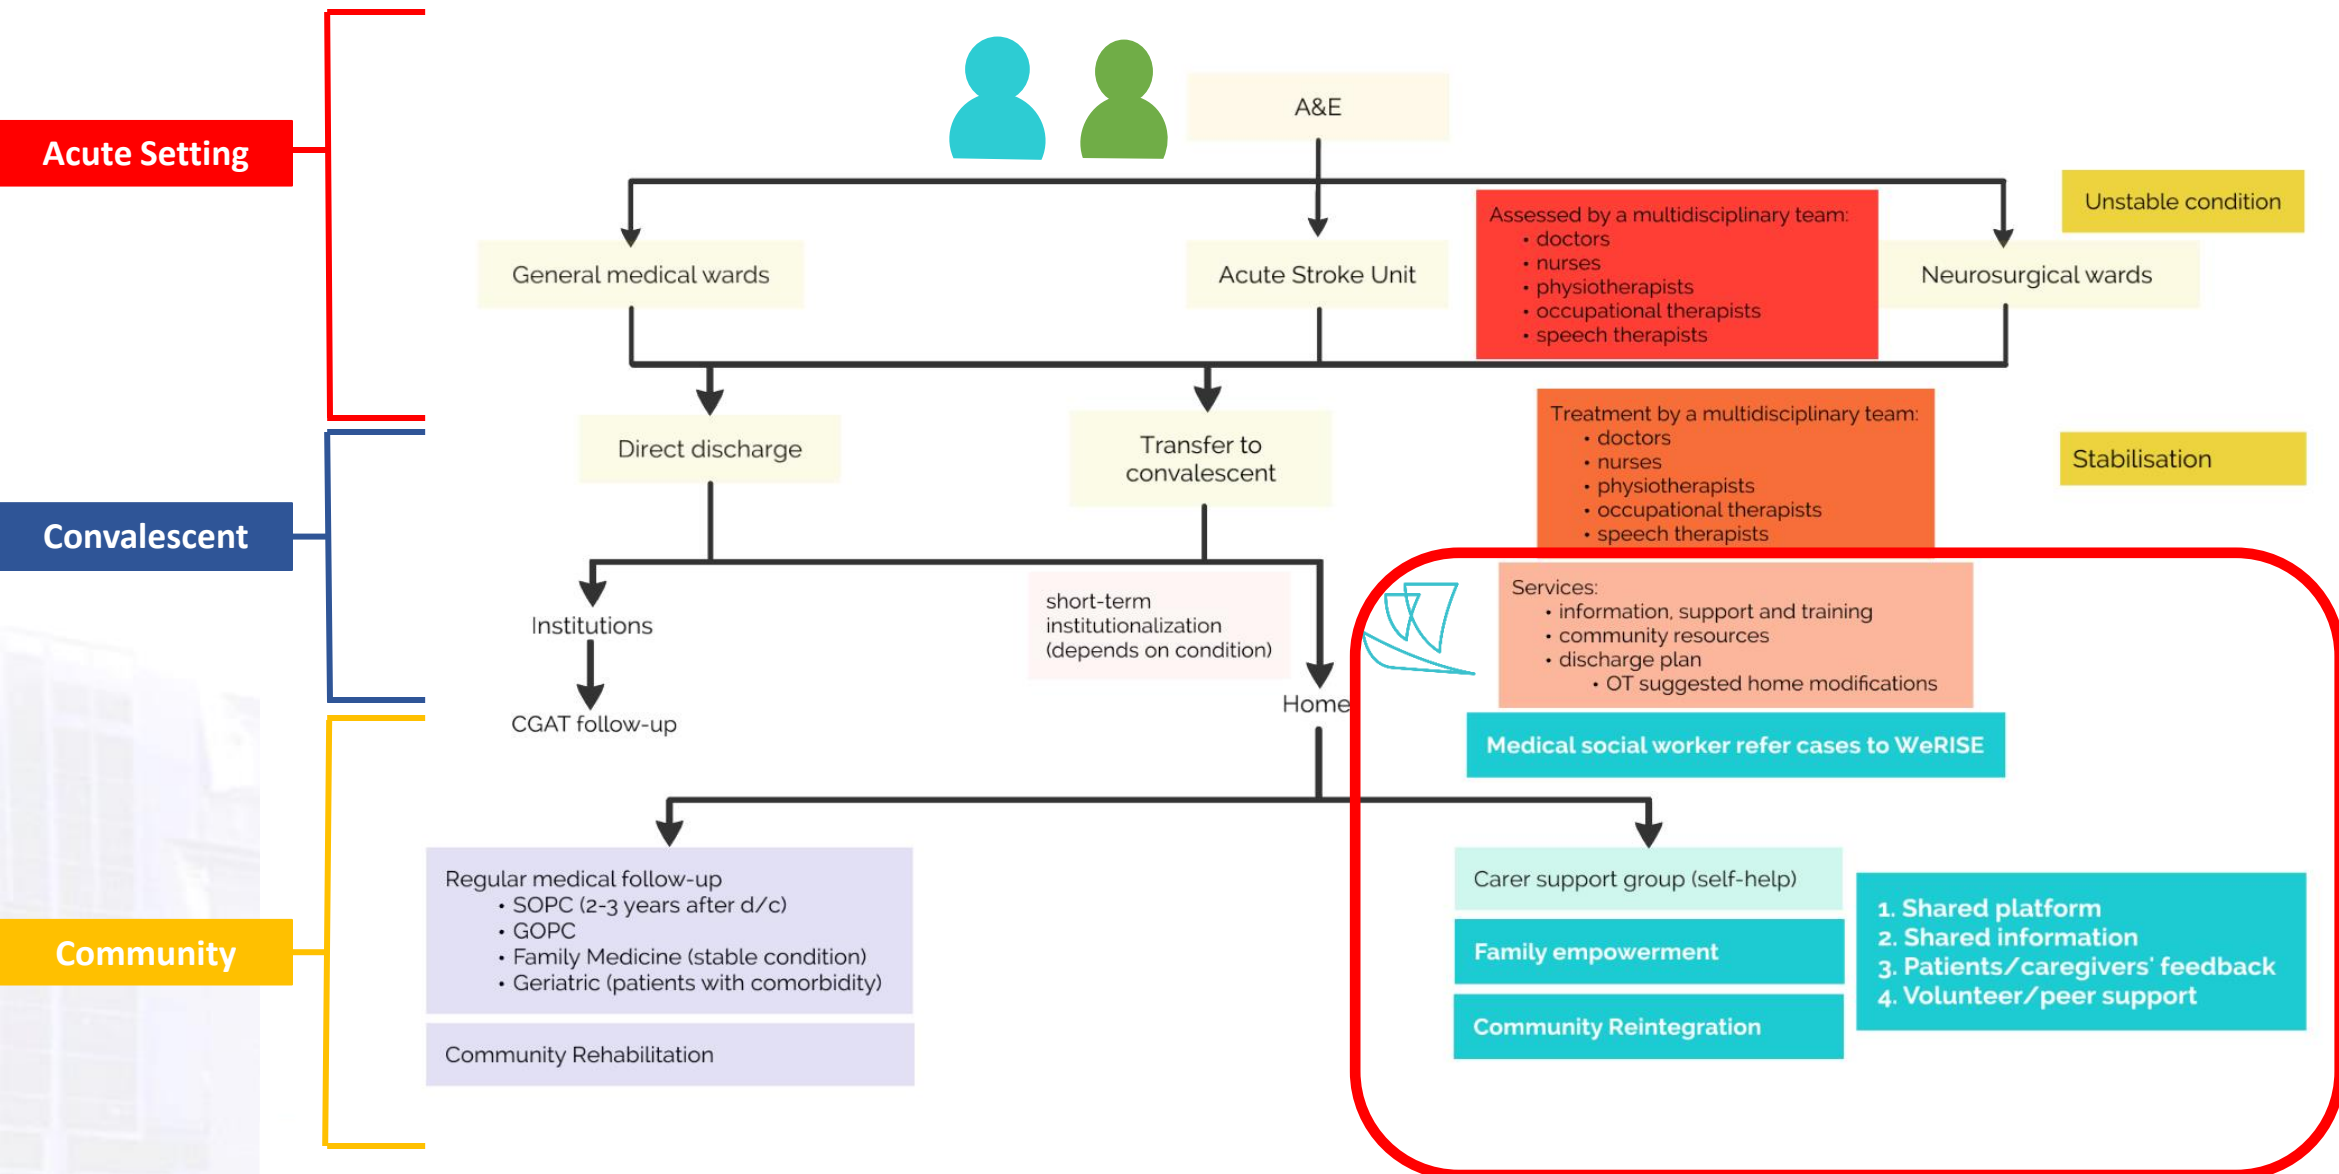 A&E
Acute Setting
Unstable condition
Assessed by a multidisciplinary team:
• doctors
• nurses
• physiotherapists
• occupational therapists
• speech therapists
General medical wards
Acute Stroke Unit
Neurosurgical wards
Direct discharge
Transfer to
convalescent
Treatment by a multidisciplinary team:
• doctors
• nurses
• physiotherapists
• occupational therapists
• speech therapists
Stabilisation
Convalescent
Institutions
short-term
institutionalization
(depends on condition)
Services:
• information, support and training
• community resources
• discharge plan
• OT suggested home modifications
Home
CGAT follow-up
Medical social worker refer cases to WeRISE
Community
Regular medical follow-up
• SOPC (2-3 years after d/c)
• GOPC
• Family Medicine (stable condition)
• Geriatric (patients with comorbidity)
Community Rehabilitation
Carer support group (self-help)
Family empowerment
Community Reintegration
1. Shared platform
2. Shared information
3. Patients/caregivers' feedback
4. Volunteer/peer support